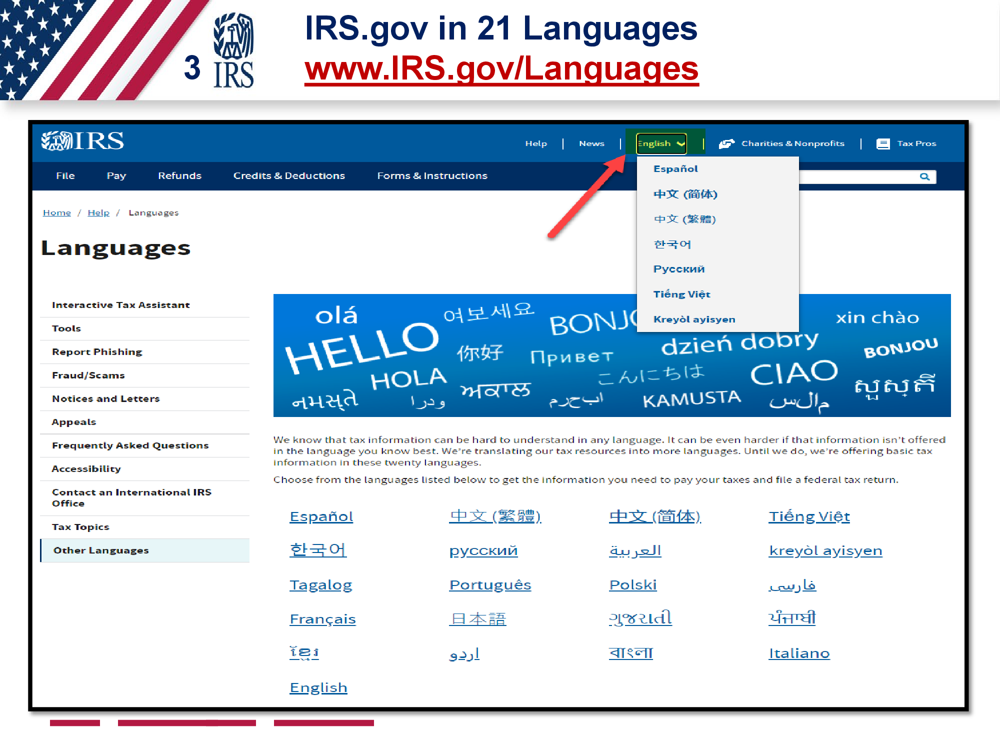 IRS.gov in 21 Languages
www.IRS.gov/Languages
3
IRS
IRS
Help
News
English
Charities & Nonprofits
Tax Pros
File
Pay
Refunds
Credits & Deductions
Forms & Instructions
Español
中文 (简体)
中文 (繁體)
한국어
Русский
Tiếng Việt
Kreyòl ayisyen
Home / Help / Languages
Languages
Interactive Tax Assistant
Tools
Report Phishing
Fraud/Scams
Notices and Letters
Appeals
Frequently Asked Questions
Accessibility
Contact an International IRS
Office
Tax Topics
Other Languages
olá
여보세요
BONJO
xin chào
HELLO
你好
Привет
dzień dobry
BONJOU
HOLA
こんにちは
CIAO
សួស្តី
નમસ્તે
ودرا
ਅਕਾਲ
ابحرم
KAMUSTA
مالس
We know that tax information can be hard to understand in any language. It can be even harder if that information isn't offered
in the language you know best. We're translating our tax resources into more languages. Until we do, we're offering basic tax
information in these twenty languages.
Choose from the languages listed below to get the information you need to pay your taxes and file a federal tax return.
Español 中文 (繁體) 中文 (简体) Tiếng Việt
한국어 русский العربية kreyòl ayisyen
Tagalog Português Polski فارسی
Français 日本語 ગુજરાતી ਪੰਜਾਬੀ
ខ្មែរ اردو বাংলা Italiano
English